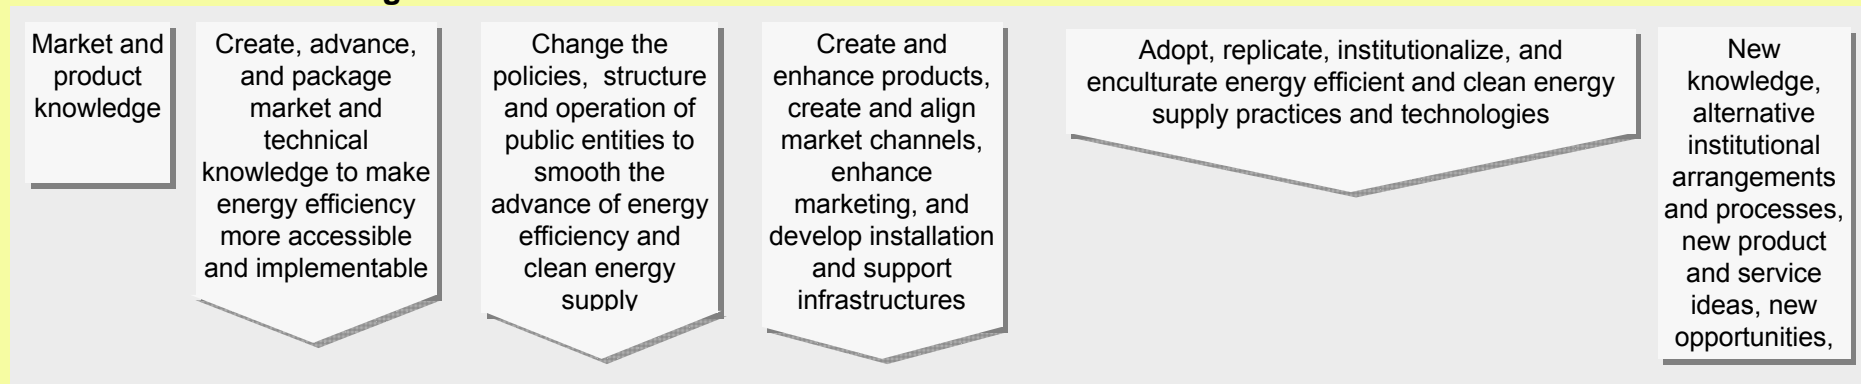 Market and
product
knowledge
Create, advance,
and package
market and
technical
knowledge to make
energy efficiency
more accessible
and implementable
Change the
policies,  structure
and operation of
public entities to
smooth the
advance of energy
efficiency and
clean energy
supply
Create and
enhance products,
create and align
market channels,
enhance
marketing, and
develop installation
and support
infrastructures
Adopt, replicate, institutionalize, and
enculturate energy efficient and clean energy
supply practices and technologies
New
knowledge,
alternative
institutional
arrangements
and processes,
new product
and service
ideas, new
opportunities,